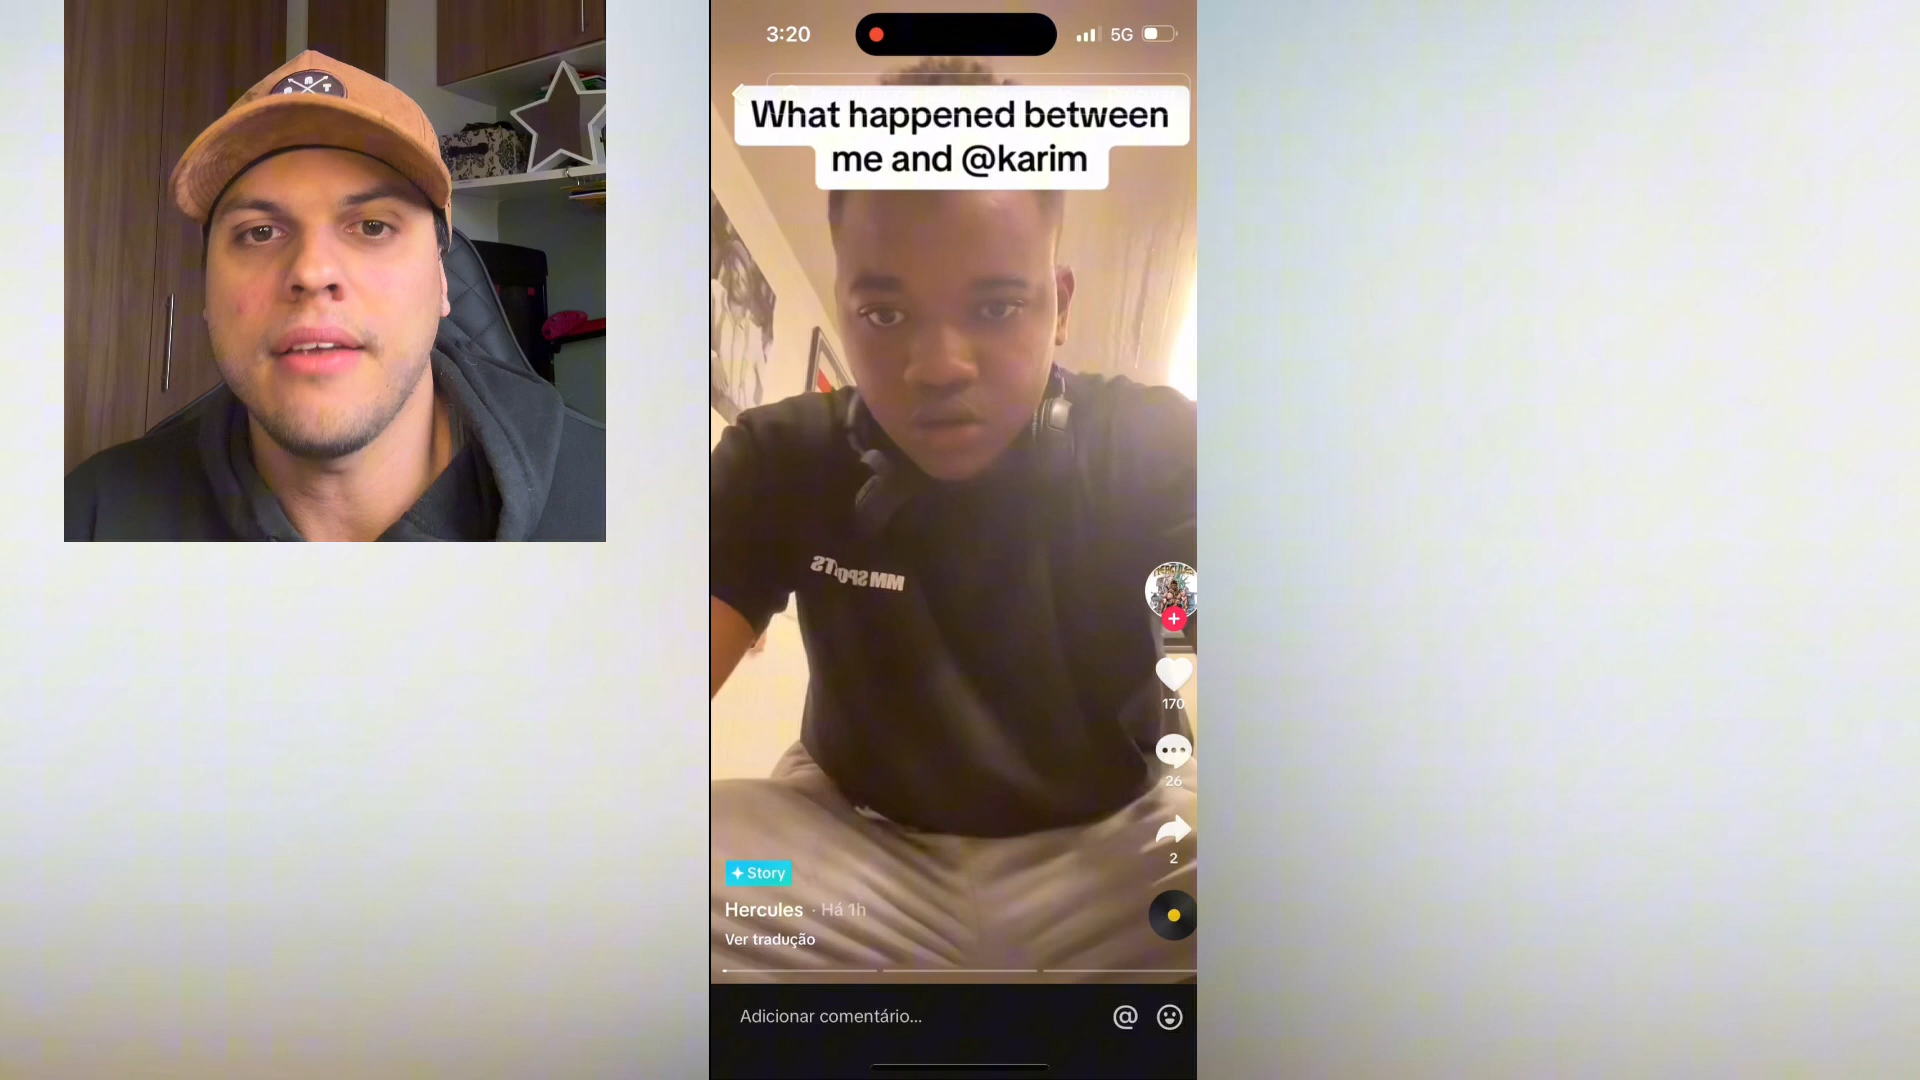 3:20
5G
What happened between
me and @karim
MM SPORTS
170
26
2
Story
Hercules · Há 1h
Ver tradução
Adicionar comentário...